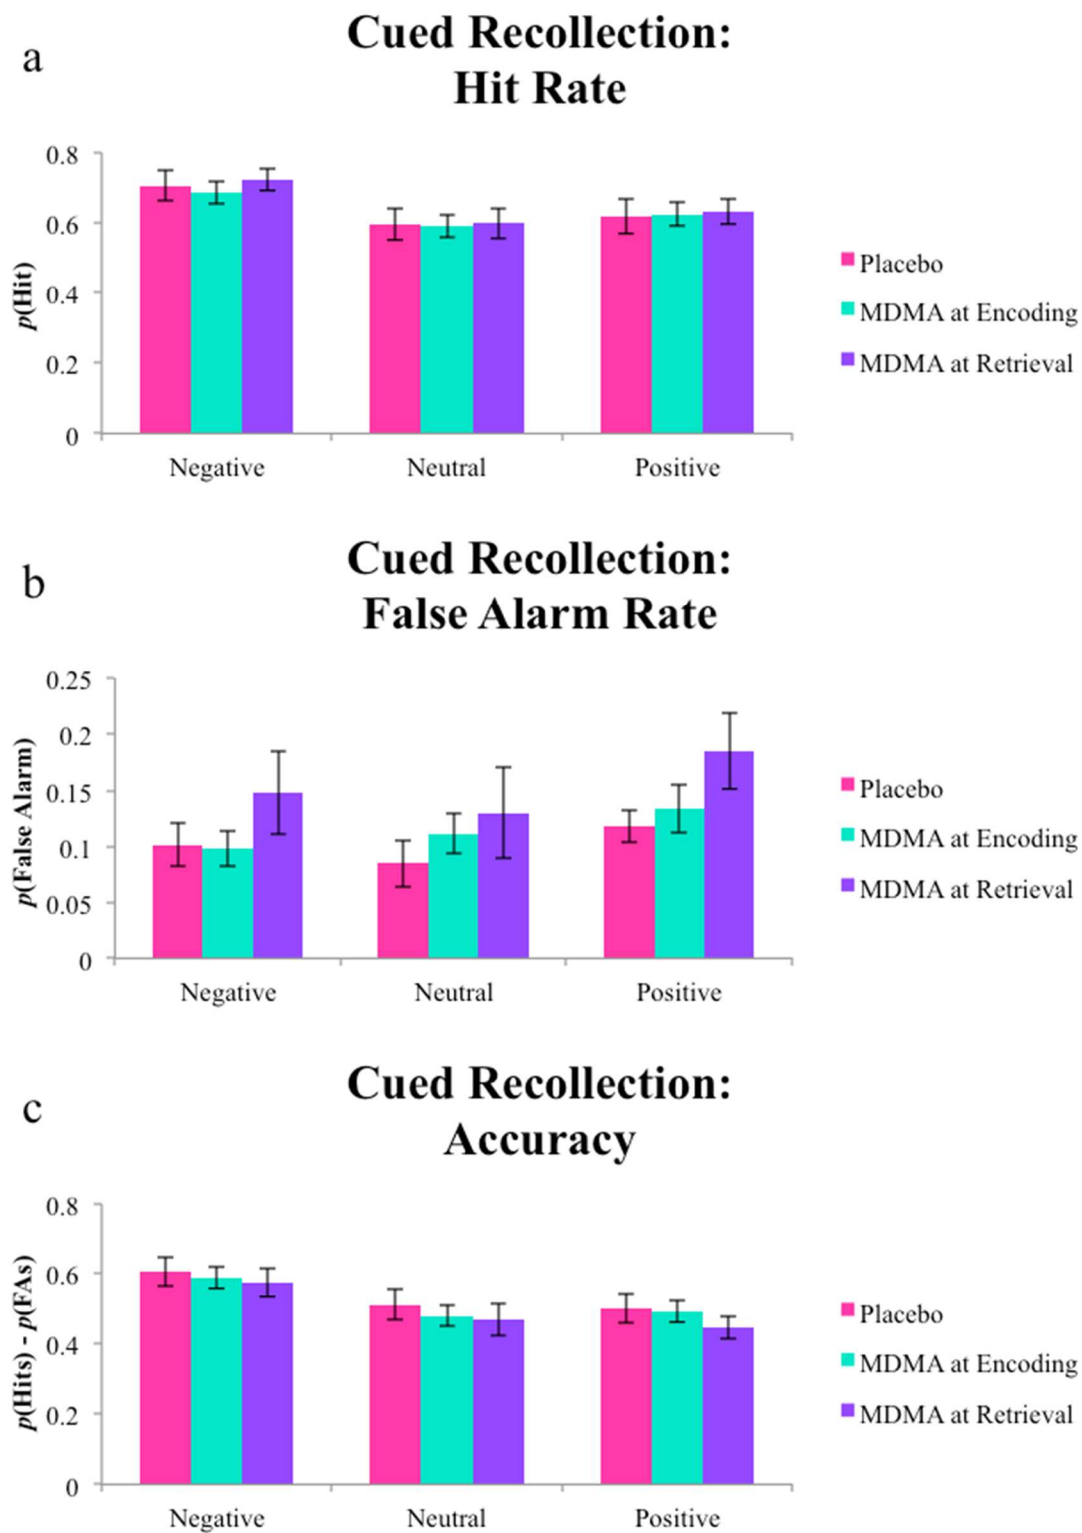 a
Cued Recollection:
Hit Rate
0.8
0.6
0.4
0.2
0
p(Hit)
Negative Neutral Positive
Placebo
MDMA at Encoding
MDMA at Retrieval
b
Cued Recollection:
False Alarm Rate
0.25
0.2
0.15
0.1
0.05
0
p(False Alarm)
Negative Neutral Positive
Placebo
MDMA at Encoding
MDMA at Retrieval
c
Cued Recollection:
Accuracy
0.8
0.6
0.4
0.2
0
p(Hits) - p(FAs)
Negative Neutral Positive
Placebo
MDMA at Encoding
MDMA at Retrieval